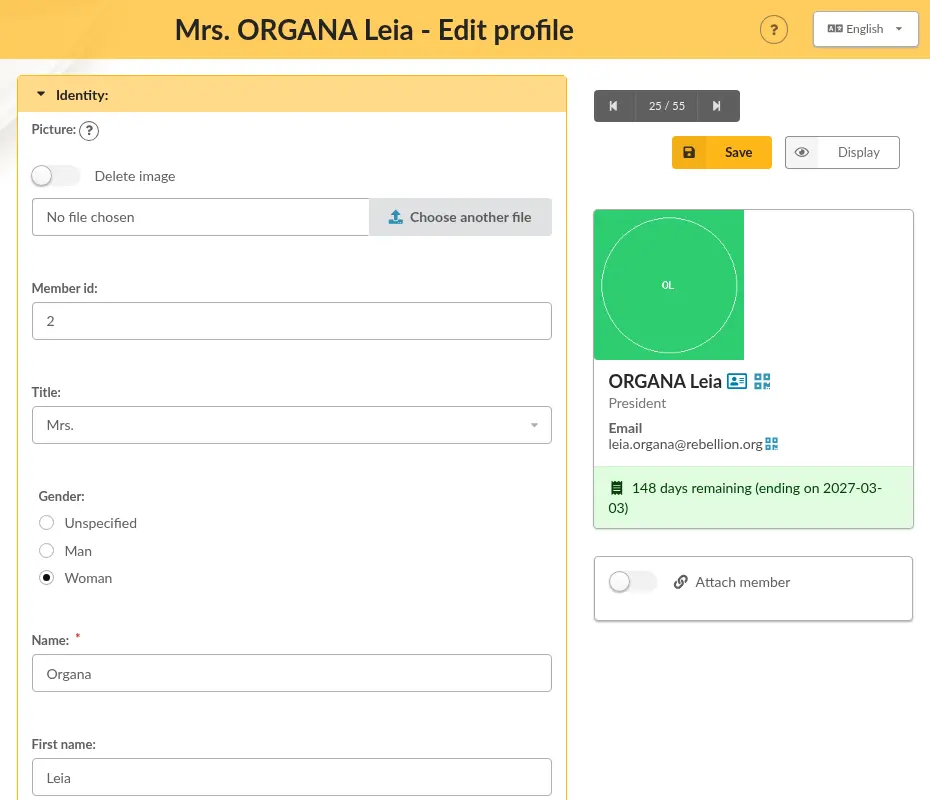 Mrs. ORGANA Leia - Edit profile
?
English
Identity:
Picture: ?
Delete image
No file chosen
Choose another file
Member id:
2
Title:
Mrs.
Gender:
Unspecified
Man
Woman
Name: *
Organa
First name:
Leia
25 / 55
Save
Display
OL
ORGANA Leia
President
Email
leia.organa@rebellion.org
148 days remaining (ending on 2027-03-
03)
Attach member